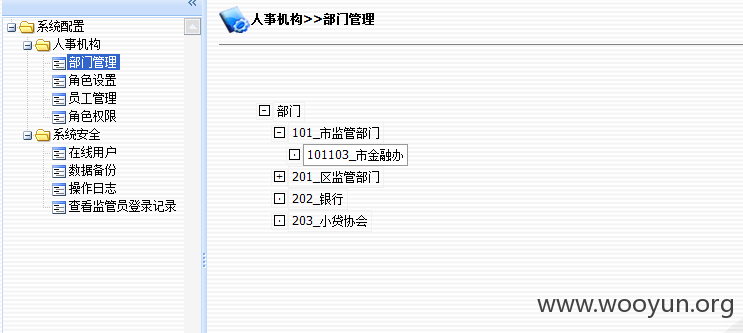 系统配置
人事机构
部门管理
角色设置
员工管理
角色权限
系统安全
在线用户
数据备份
操作日志
查看监管员登录记录
人事机构>>部门管理
部门
101_市监管部门
101103_市金融办
201_区监管部门
202_银行
203_小贷协会
www.wooyun.org